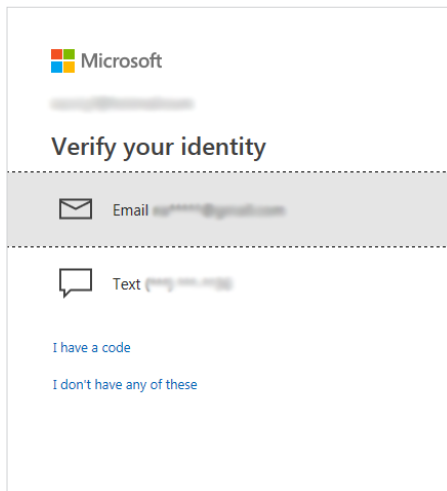 Microsoft
Verify your identity
Email
Text
I have a code
I don't have any of these